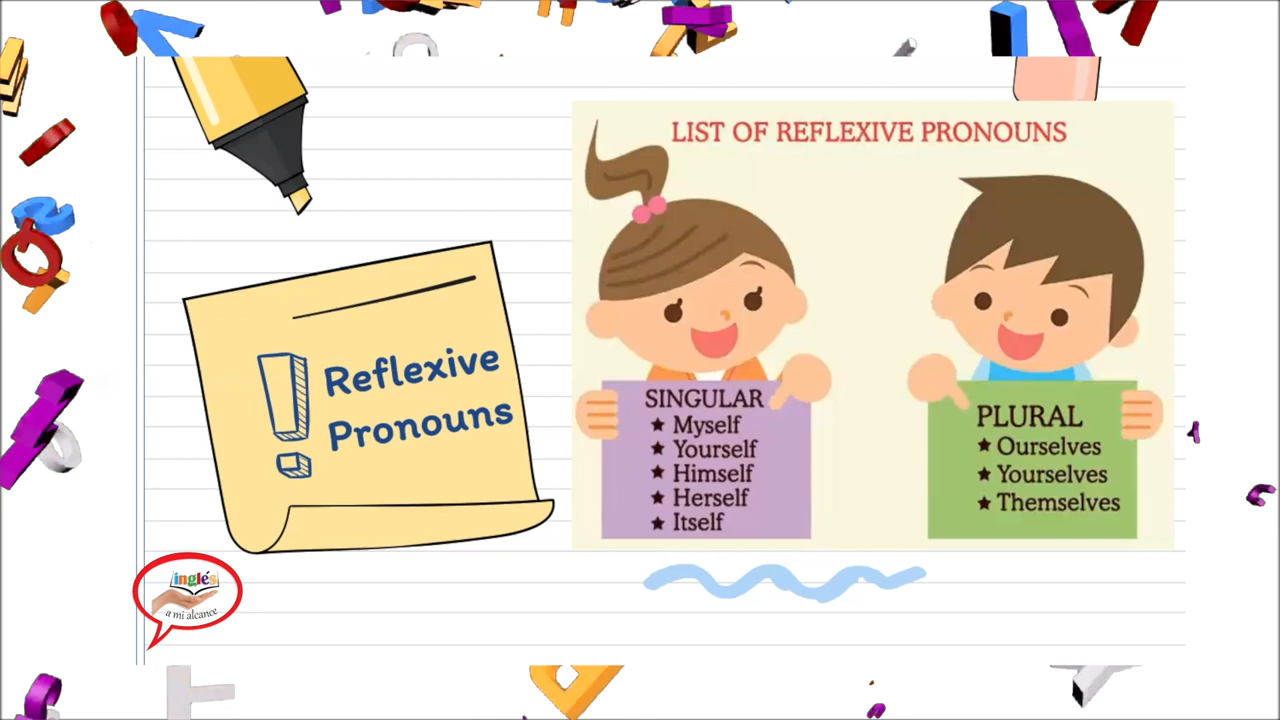 LIST OF REFLEXIVE PRONOUNS
Reflexive
Pronouns
SINGULAR
★ Myself
★ Yourself
★ Himself
★ Herself
★ Itself
PLURAL
★ Ourselves
★ Yourselves
★ Themselves
inglés
a mi alcance